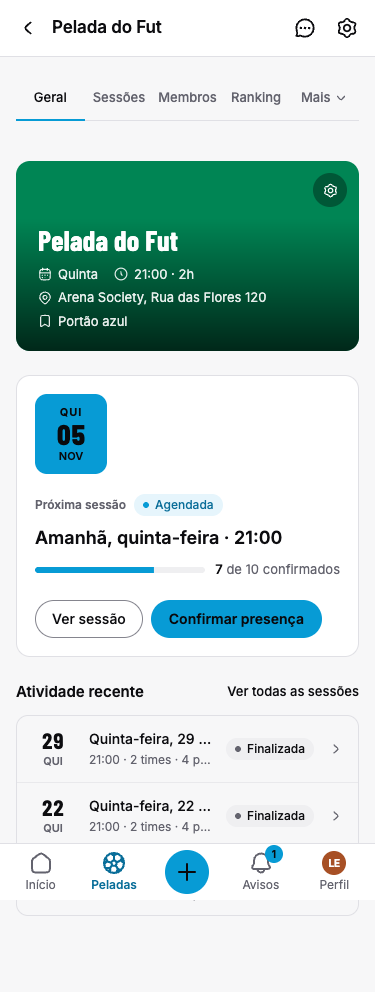 Pelada do Fut
Geral Sessões Membros Ranking Mais
Pelada do Fut
Quinta 21:00 · 2h
Arena Society, Rua das Flores 120
Portão azul
QUI
05
NOV
Próxima sessão Agendada
Amanhã, quinta-feira · 21:00
7 de 10 confirmados
Ver sessão Confirmar presença
Atividade recente Ver todas as sessões
29 Quinta-feira, 29 ... Finalizada
QUI 21:00 · 2 times · 4 p...
22 Quinta-feira, 22 ... Finalizada
QUI 21:00 · 2 times · 4 p...
1
LE
Início Peladas Avisos Perfil